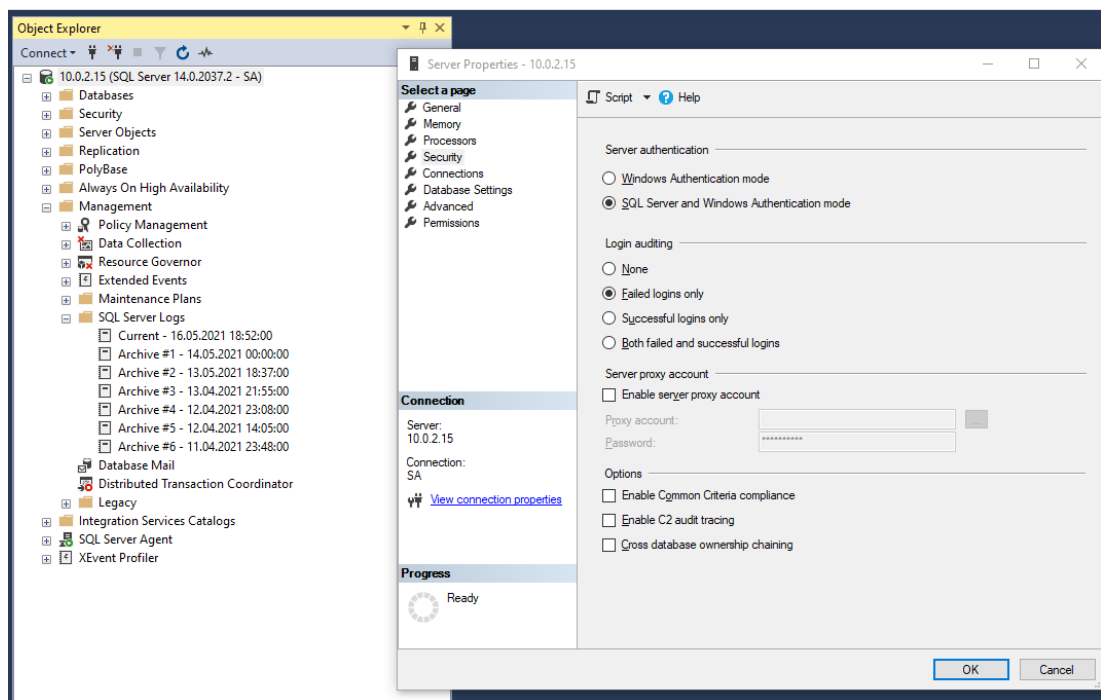 Object Explorer
Connect
10.0.2.15 (SQL Server 14.0.2037.2 - SA)
Databases
Security
Server Objects
Replication
PolyBase
Always On High Availability
Management
Policy Management
Data Collection
Resource Governor
Extended Events
Maintenance Plans
SQL Server Logs
Current - 16.05.2021 18:52:00
Archive #1 - 14.05.2021 00:00:00
Archive #2 - 13.05.2021 18:37:00
Archive #3 - 13.04.2021 21:55:00
Archive #4 - 12.04.2021 23:08:00
Archive #5 - 12.04.2021 14:05:00
Archive #6 - 11.04.2021 23:48:00
Database Mail
Distributed Transaction Coordinator
Legacy
Integration Services Catalogs
SQL Server Agent
XEvent Profiler
Server Properties - 10.0.2.15
Select a page
General
Memory
Processors
Security
Connections
Database Settings
Advanced
Permissions
Connection
Server:
10.0.2.15
Connection:
SA
View connection properties
Progress
Ready
Script
Help
Server authentication
Windows Authentication mode
SQL Server and Windows Authentication mode
Login auditing
None
Failed logins only
Successful logins only
Both failed and successful logins
Server proxy account
Enable server proxy account
Proxy account:
...
Password:
**********
Options
Enable Common Criteria compliance
Enable C2 audit tracing
Cross database ownership chaining
OK
Cancel